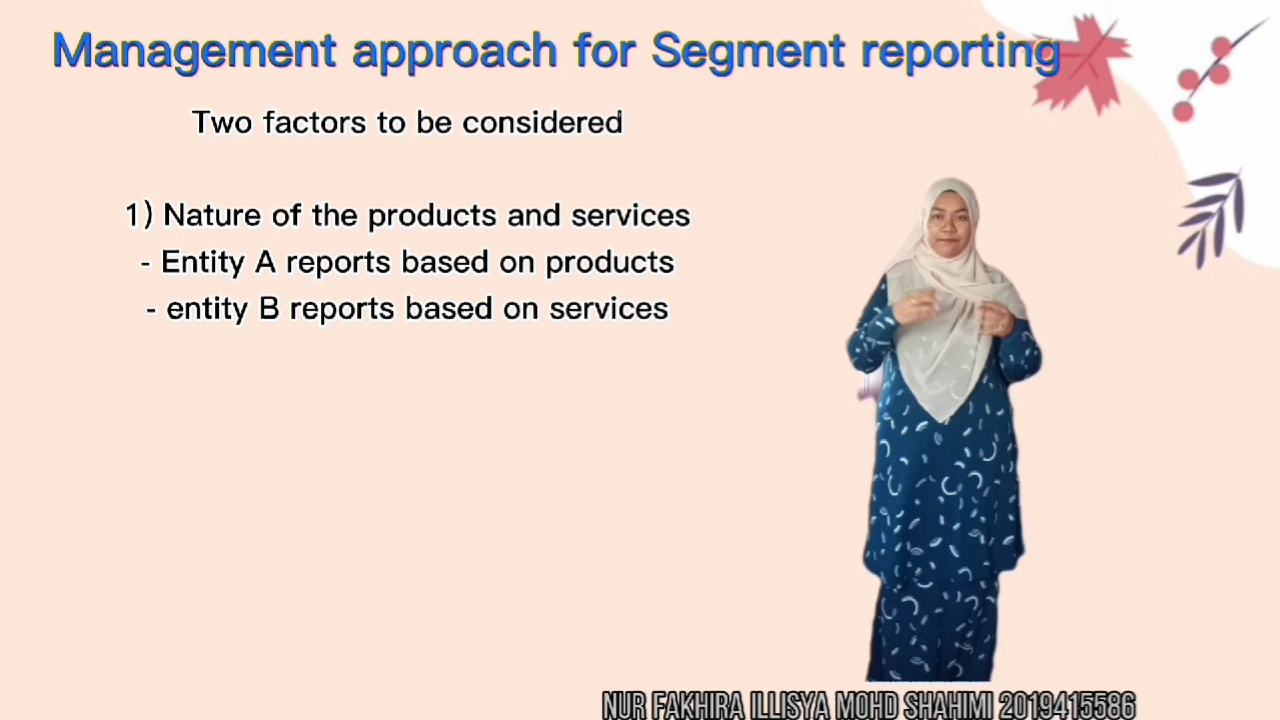 Management approach for Segment reporting
Two factors to be considered
1) Nature of the products and services
- Entity A reports based on products
- entity B reports based on services
NUR FAKHIRA ILLISYA MOHD SHAHIMI 2019415586